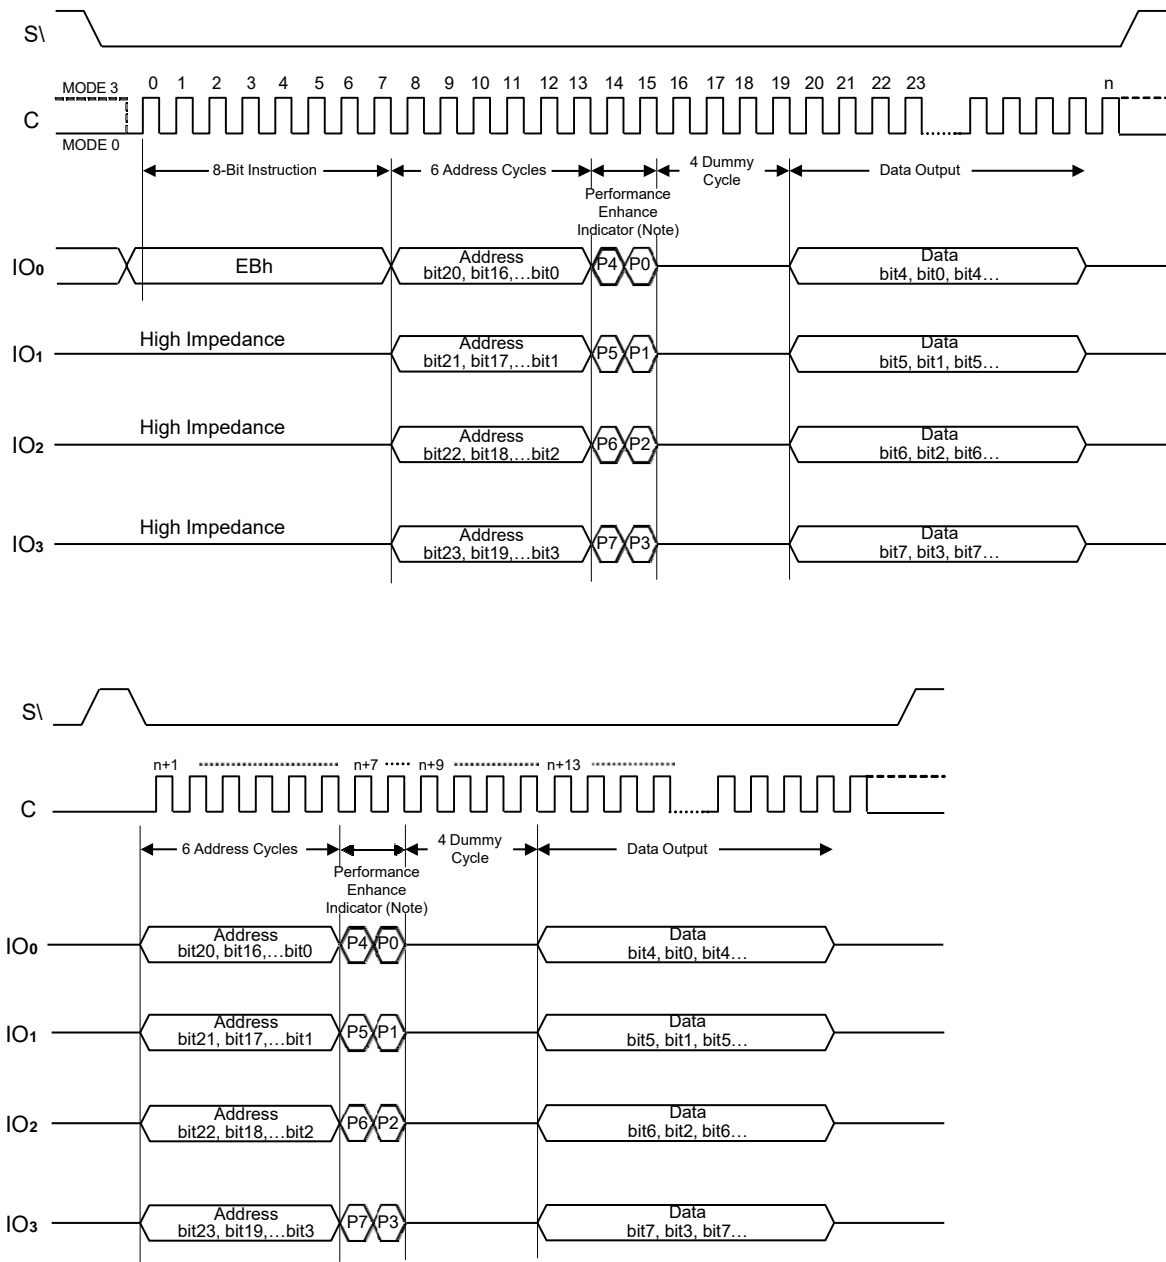 S\
MODE 3
0 1 2 3 4 5 6 7 8 9 10 11 12 13 14 15 16 17 18 19 20 21 22 23 n
C
MODE 0
8-Bit Instruction 6 Address Cycles 4 Dummy Cycle Data Output
Performance
Enhance
Indicator (Note)
IO0 EBh Address P4 P0 Data
bit20, bit16,…bit0 bit4, bit0, bit4…
High Impedance
IO1 Address P5 P1 Data
bit21, bit17,…bit1 bit5, bit1, bit5…
High Impedance
IO2 Address P6 P2 Data
bit22, bit18,…bit2 bit6, bit2, bit6…
High Impedance
IO3 Address P7 P3 Data
bit23, bit19,…bit3 bit7, bit3, bit7…
S\
n+1 n+7 n+9 n+13
C
6 Address Cycles 4 Dummy Cycle Data Output
Performance
Enhance
Indicator (Note)
IO0 Address P4 P0 Data
bit20, bit16,…bit0 bit4, bit0, bit4…
IO1 Address P5 P1 Data
bit21, bit17,…bit1 bit5, bit1, bit5…
IO2 Address P6 P2 Data
bit22, bit18,…bit2 bit6, bit2, bit6…
IO3 Address P7 P3 Data
bit23, bit19,…bit3 bit7, bit3, bit7…